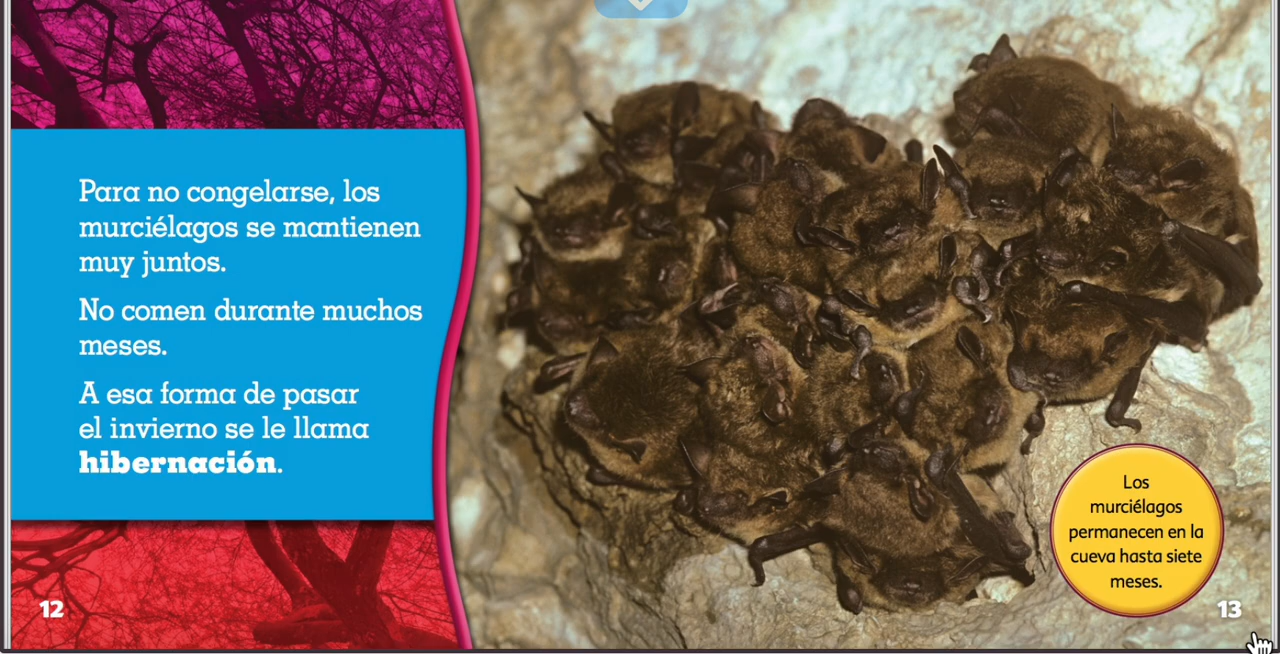 Para no congelarse, los
murciélagos se mantienen
muy juntos.
No comen durante muchos
meses.
A esa forma de pasar
el invierno se le llama
hibernación.
12
Los
murciélagos
permanecen en la
cueva hasta siete
meses.
13